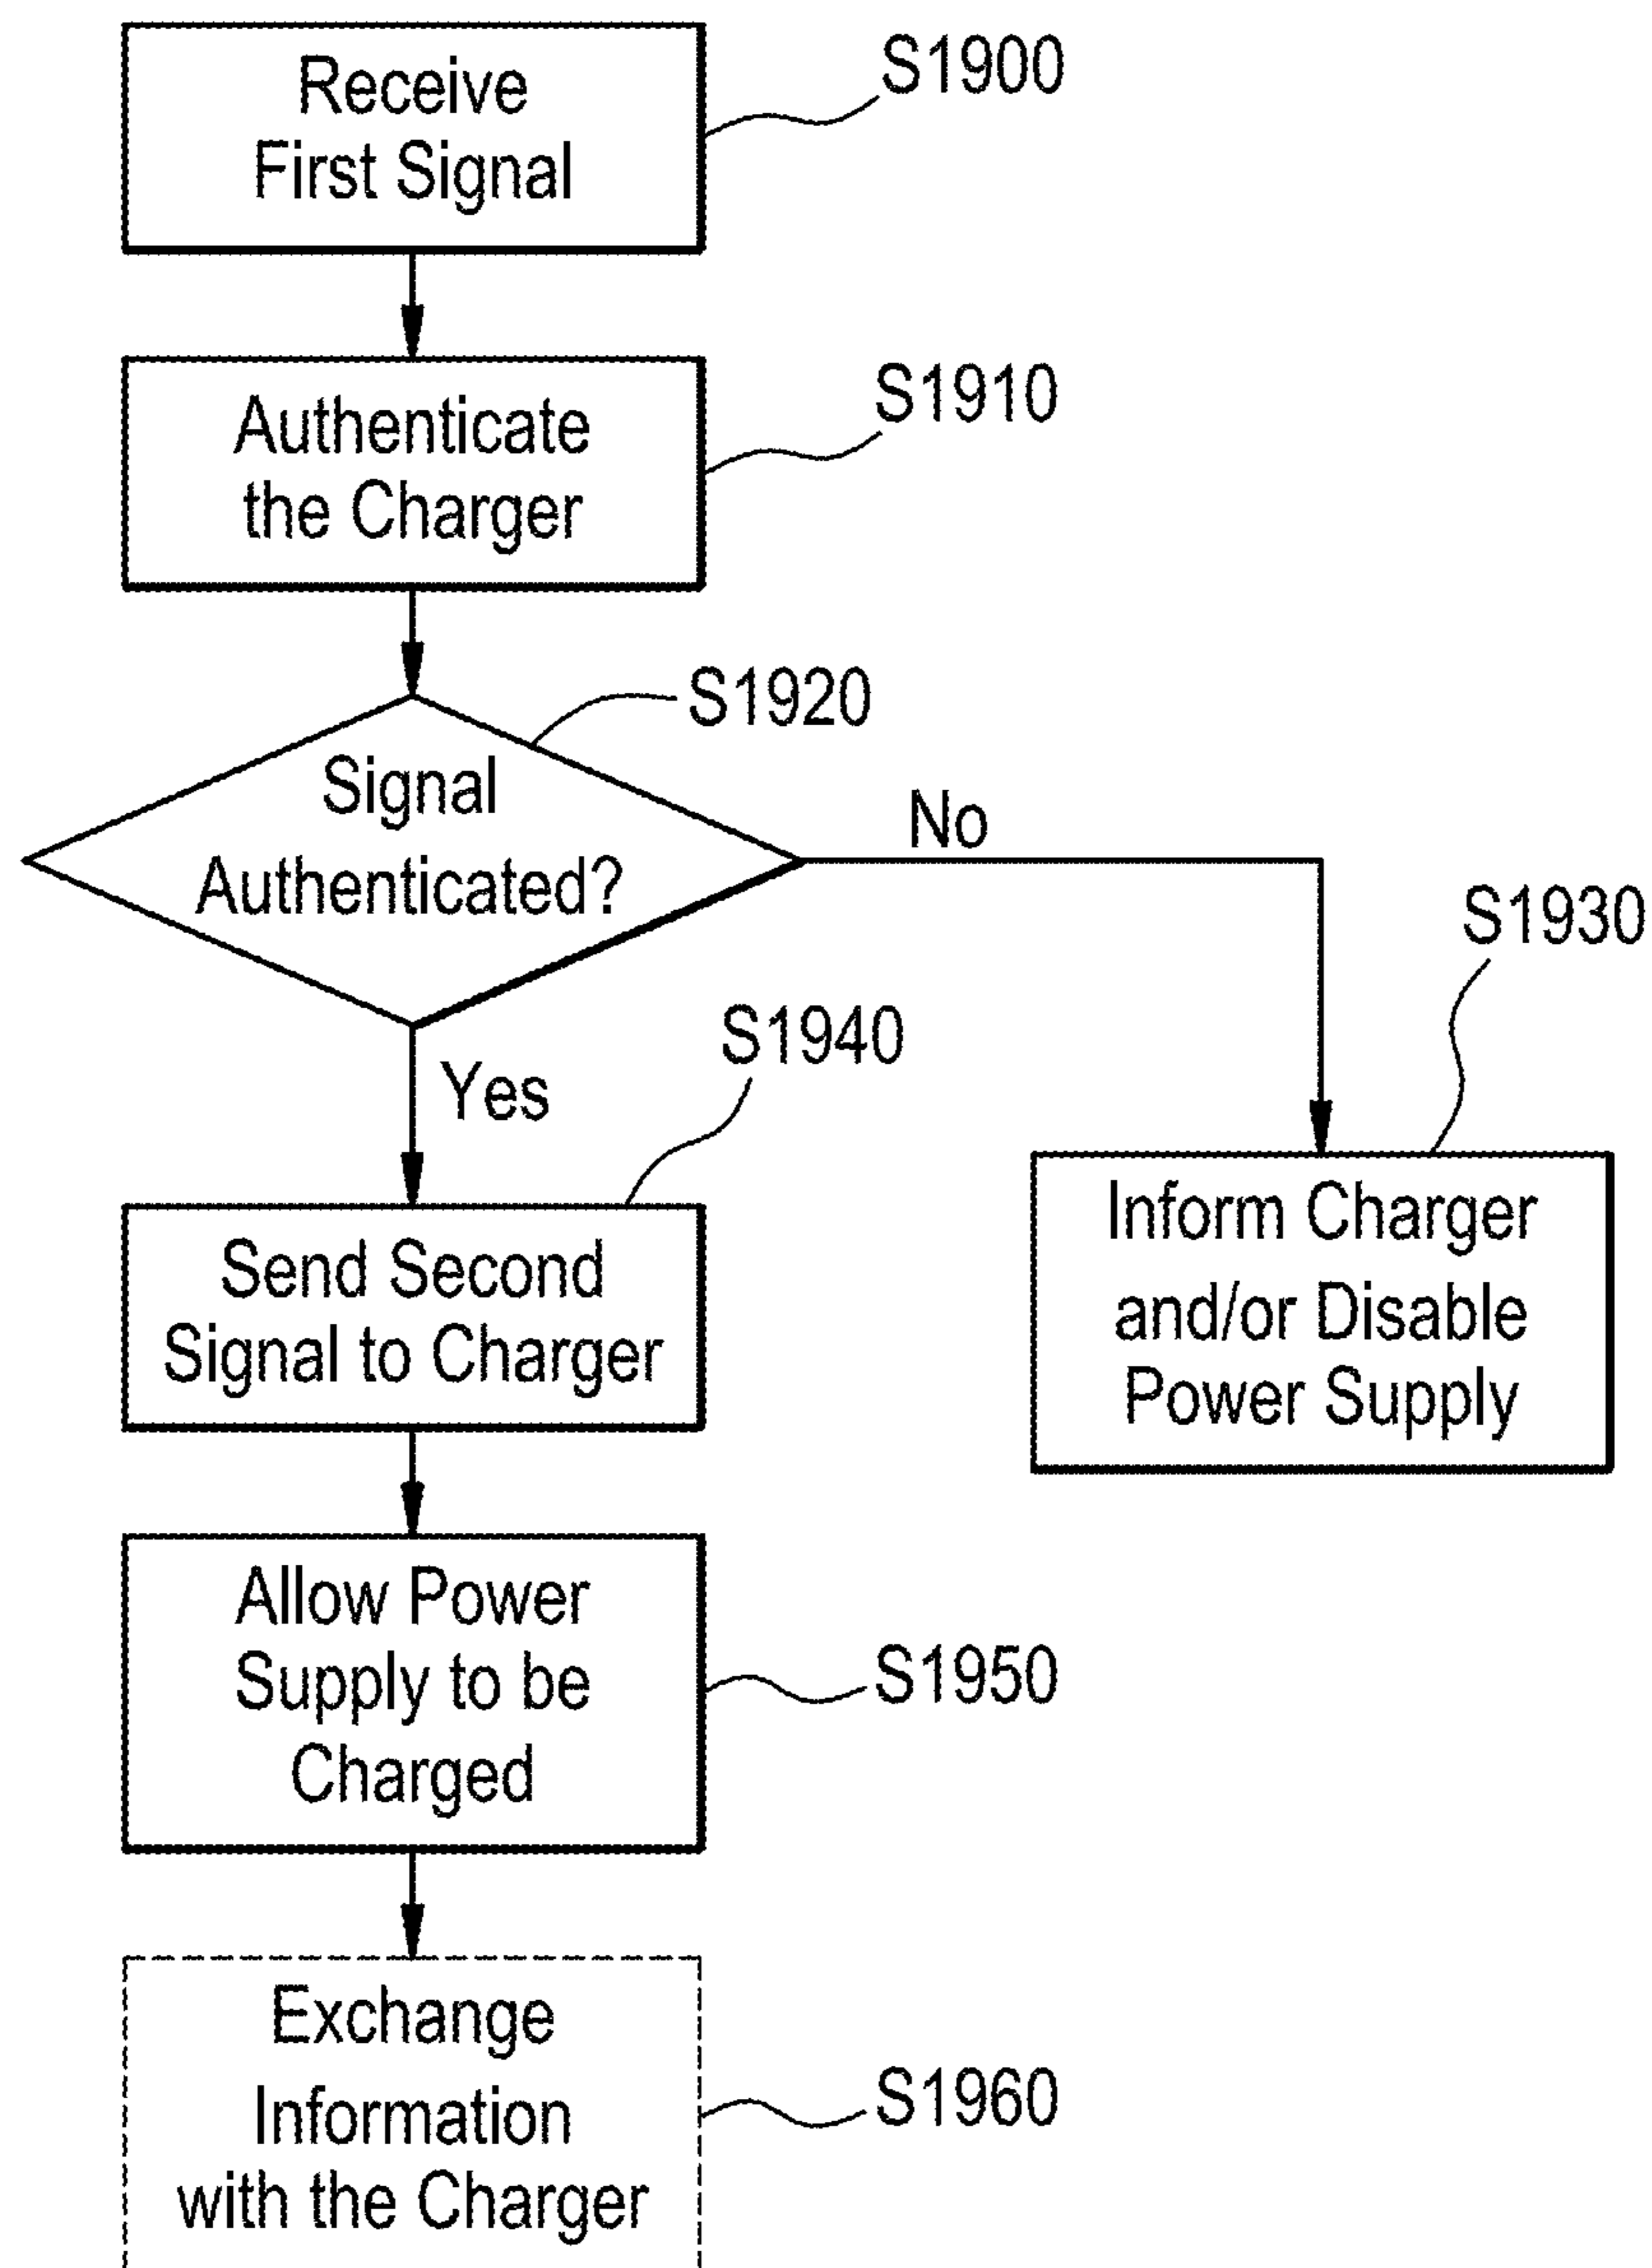 Receive
First Signal
S1900
Authenticate
the Charger
S1910
Signal
Authenticated?
S1920
No
Yes
S1930
Inform Charger
and/or Disable
Power Supply
S1940
Send Second
Signal to Charger
Allow Power
Supply to be
Charged
S1950
Exchange
Information
with the Charger
S1960